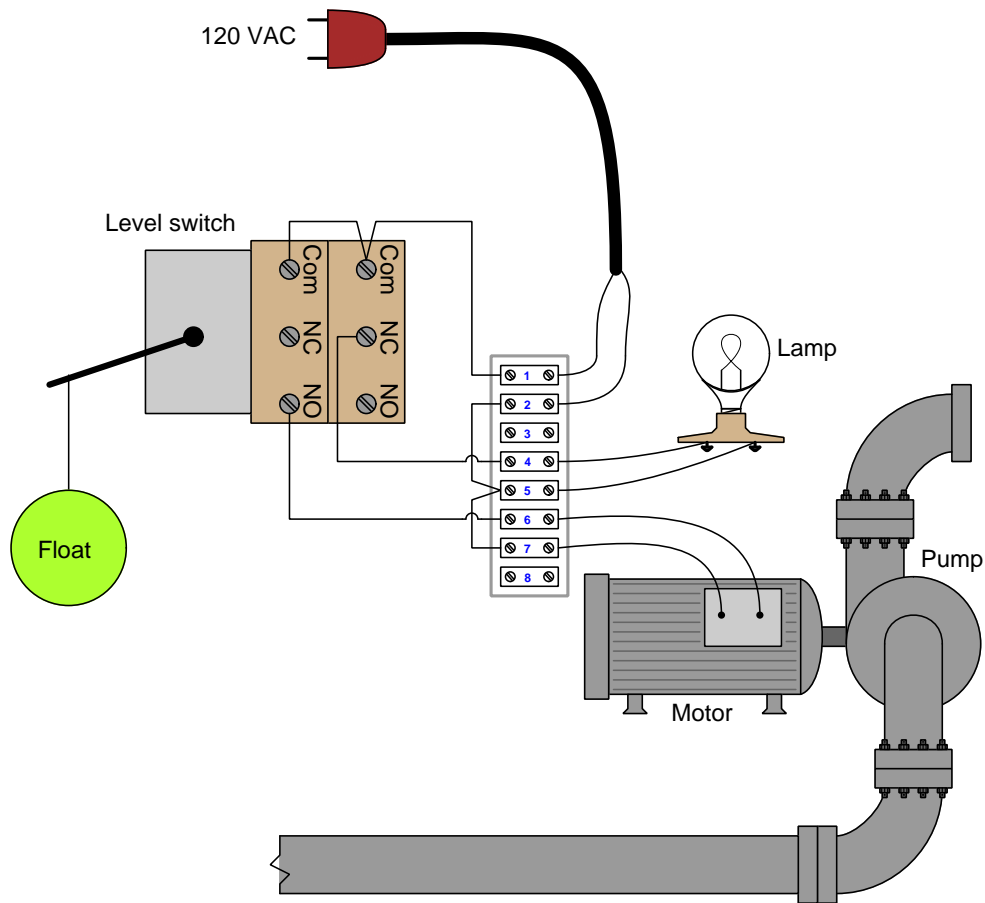 120 VAC
Level switch
Com
Com
NC
NC
NO
NO
Lamp
1
2
3
4
5
6
7
8
Float
Pump
Motor